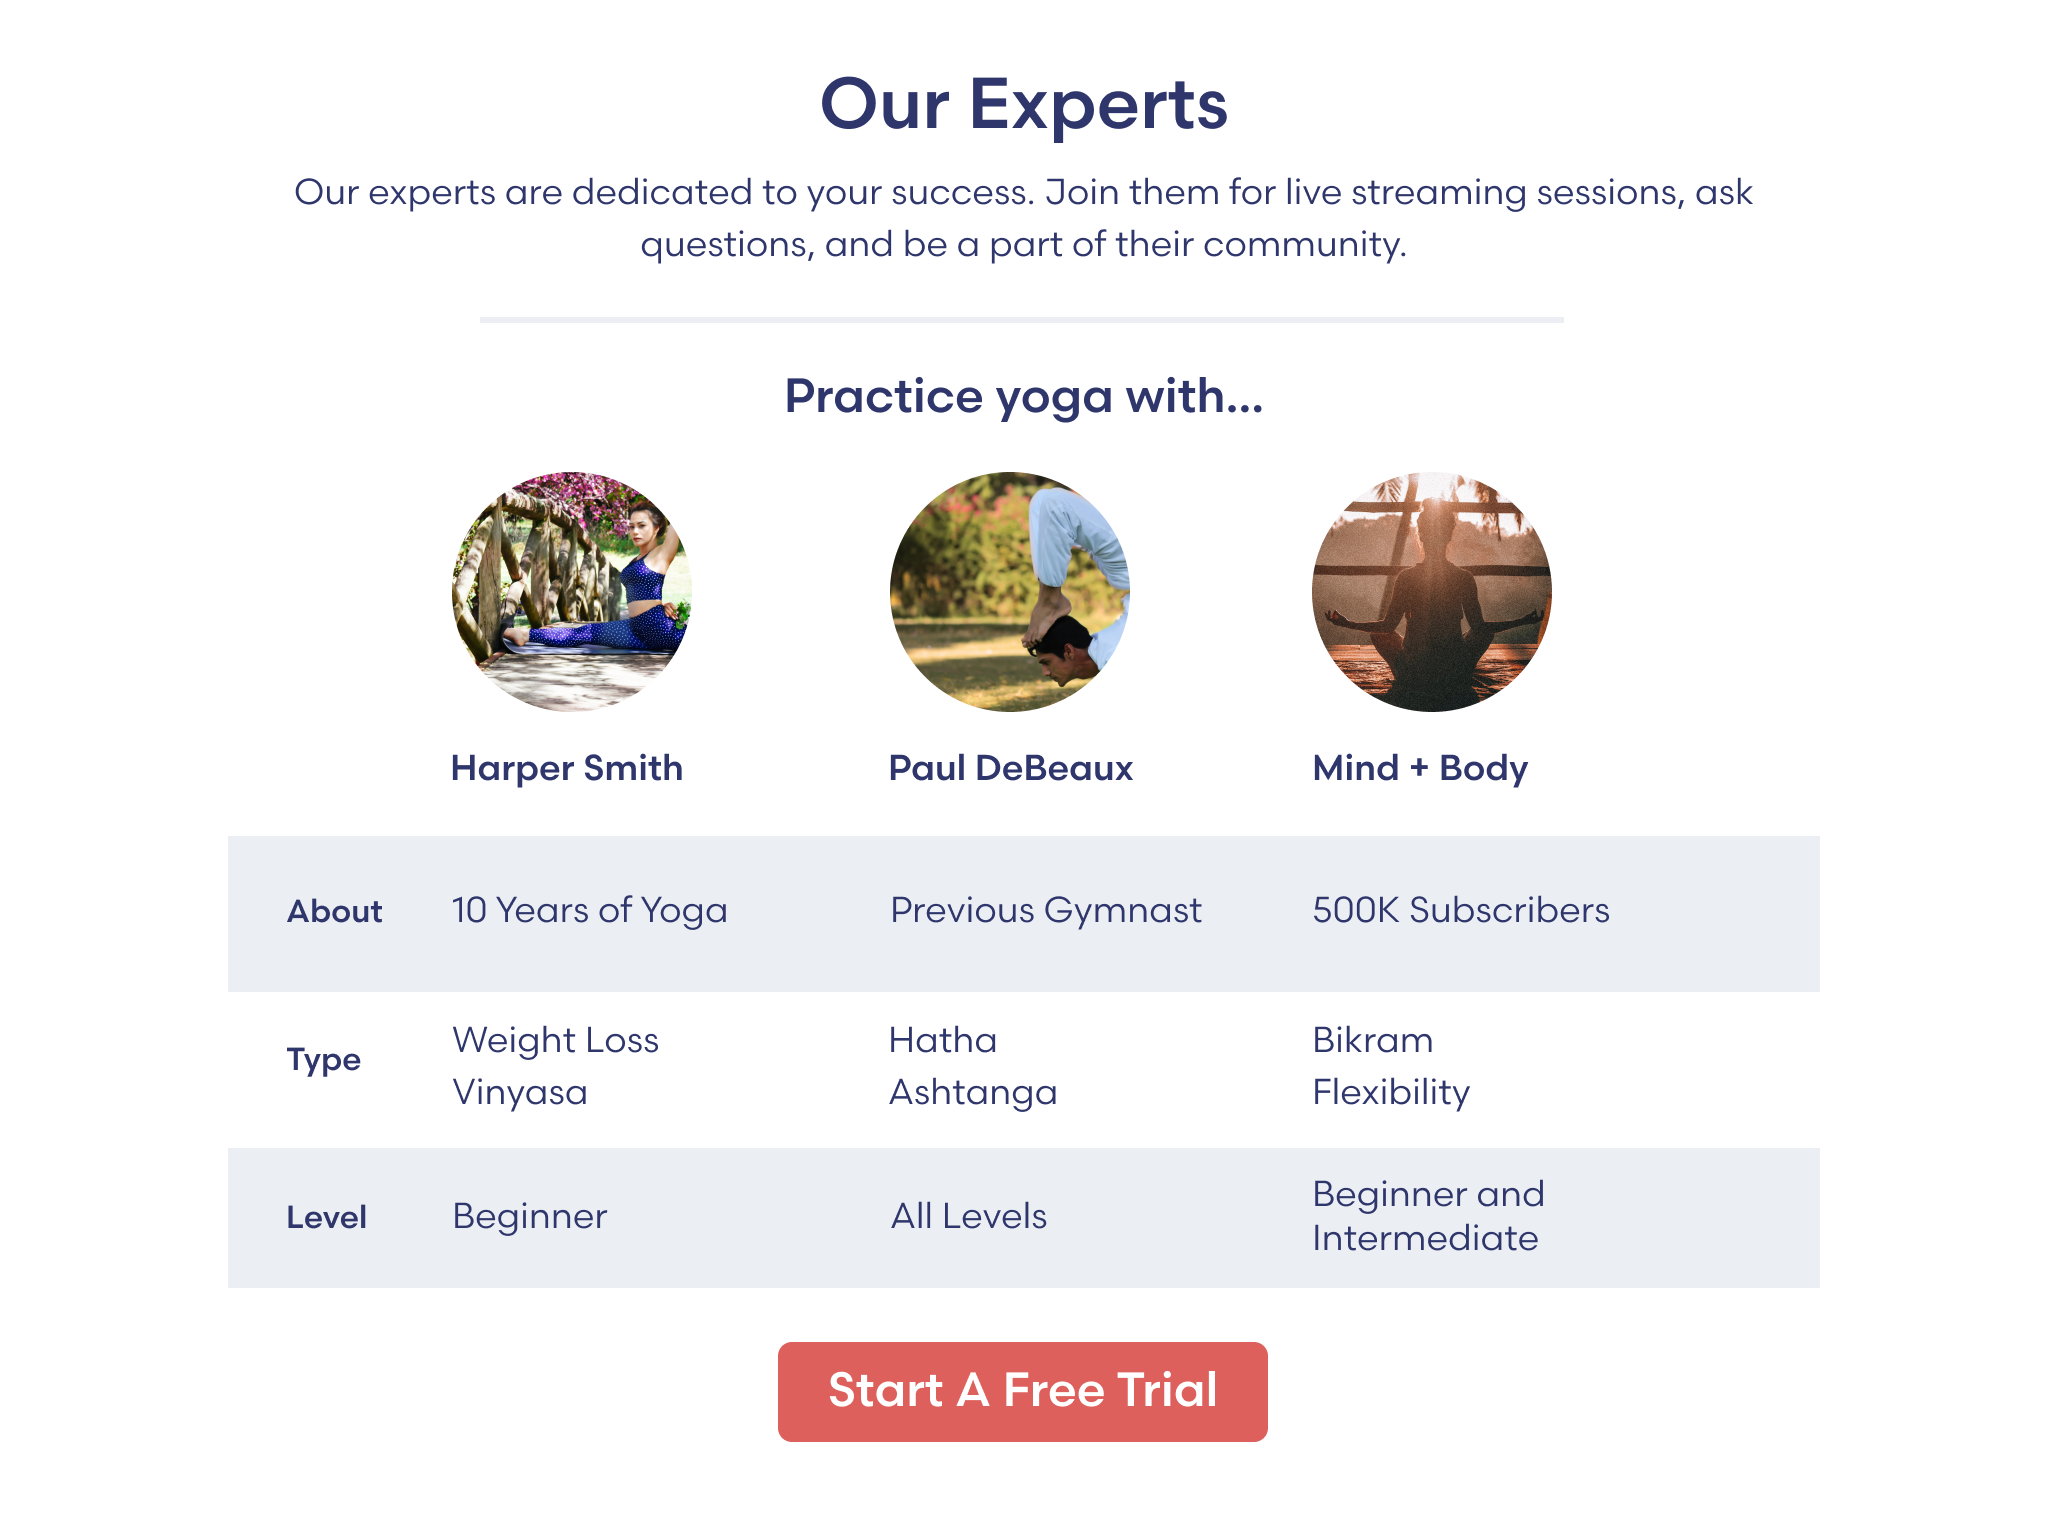 Our Experts
Our experts are dedicated to your success. Join them for live streaming sessions, ask
questions, and be a part of their community.
Practice yoga with...
Harper Smith
Paul DeBeaux
Mind + Body
About
10 Years of Yoga
Previous Gymnast
500K Subscribers
Type
Weight Loss
Vinyasa
Hatha
Ashtanga
Bikram
Flexibility
Level
Beginner
All Levels
Beginner and
Intermediate
Start A Free Trial